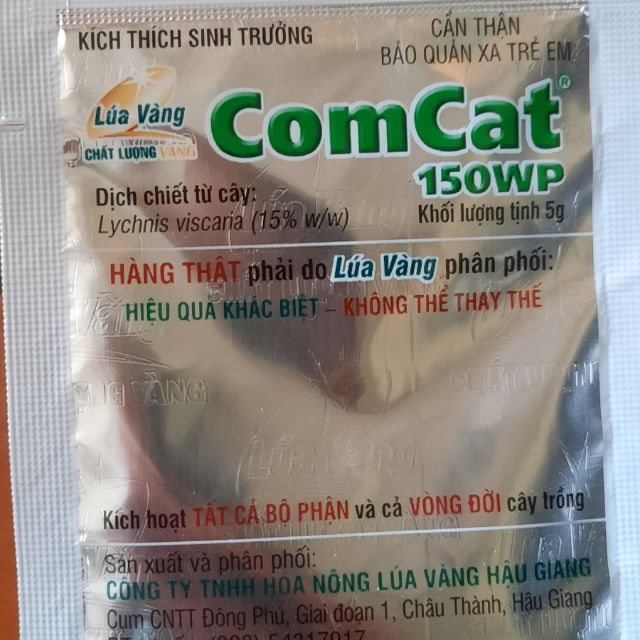 KÍCH THÍCH SINH TRƯỞNG
CẨN THẬN
BẢO QUẢN XA TRẺ EM
Lúa Vàng
CHẤT LƯỢNG VÀNG
ComCat®
150WP
Dịch chiết từ cây:
Lychnis viscaria (15% w/w)
Khối lượng tịnh 5g
HÀNG THẬT phải do Lúa Vàng phân phối:
HIỆU QUẢ KHÁC BIỆT – KHÔNG THỂ THAY THẾ
Lúa Vàng
Kích hoạt TẤT CẢ BỘ PHẬN và cả VÒNG ĐỜI cây trồng
Sản xuất và phân phối:
CÔNG TY TNHH HÓA NÔNG LÚA VÀNG HẬU GIANG
Cụm CNTT Đông Phú, Giai đoạn 1, Châu Thành, Hậu Giang